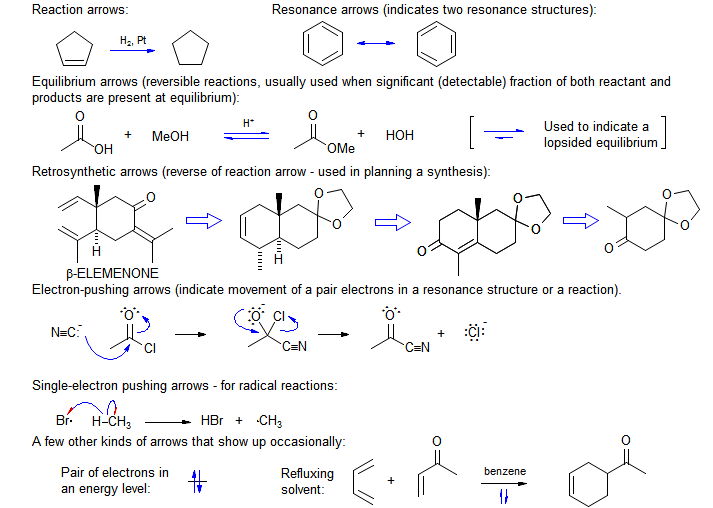 Reaction arrows:
Resonance arrows (indicates two resonance structures):
H₂, Pt
Equilibrium arrows (reversible reactions, usually used when significant (detectable) fraction of both reactant and
products are present at equilibrium):
O
OH
+
MeOH
H⁺
O
OMe
+
HOH
[
Used to indicate a
lopsided equilibrium
]
Retrosynthetic arrows (reverse of reaction arrow - used in planning a synthesis):
O
H
β-ELEMENONE
O
O
H
O
O
O
O
O
O
Electron-pushing arrows (indicate movement of a pair electrons in a resonance structure or a reaction).
N≡C:⁻
:O:
Cl
:O:⁻
Cl
C≡N
:O:
C≡N
+
:Cl:⁻
Single-electron pushing arrows - for radical reactions:
Br·
H–CH₃
HBr + ·CH₃
A few other kinds of arrows that show up occasionally:
Pair of electrons in
an energy level:
Refluxing
solvent:
+
O
benzene
O